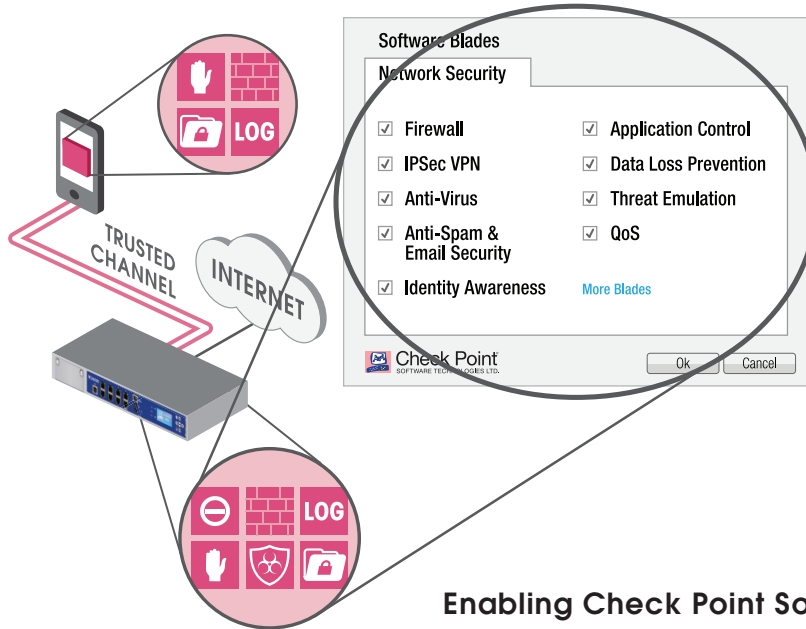 Software Blades
Network Security
Firewall
IPSec VPN
Anti-Virus
Anti-Spam &
Email Security
Identity Awareness
Application Control
Data Loss Prevention
Threat Emulation
QoS
More Blades
Check Point
SOFTWARE TECHNOLOGIES LTD.
Ok
Cancel
LOG
TRUSTED
CHANNEL
INTERNET
LOG
Enabling Check Point So